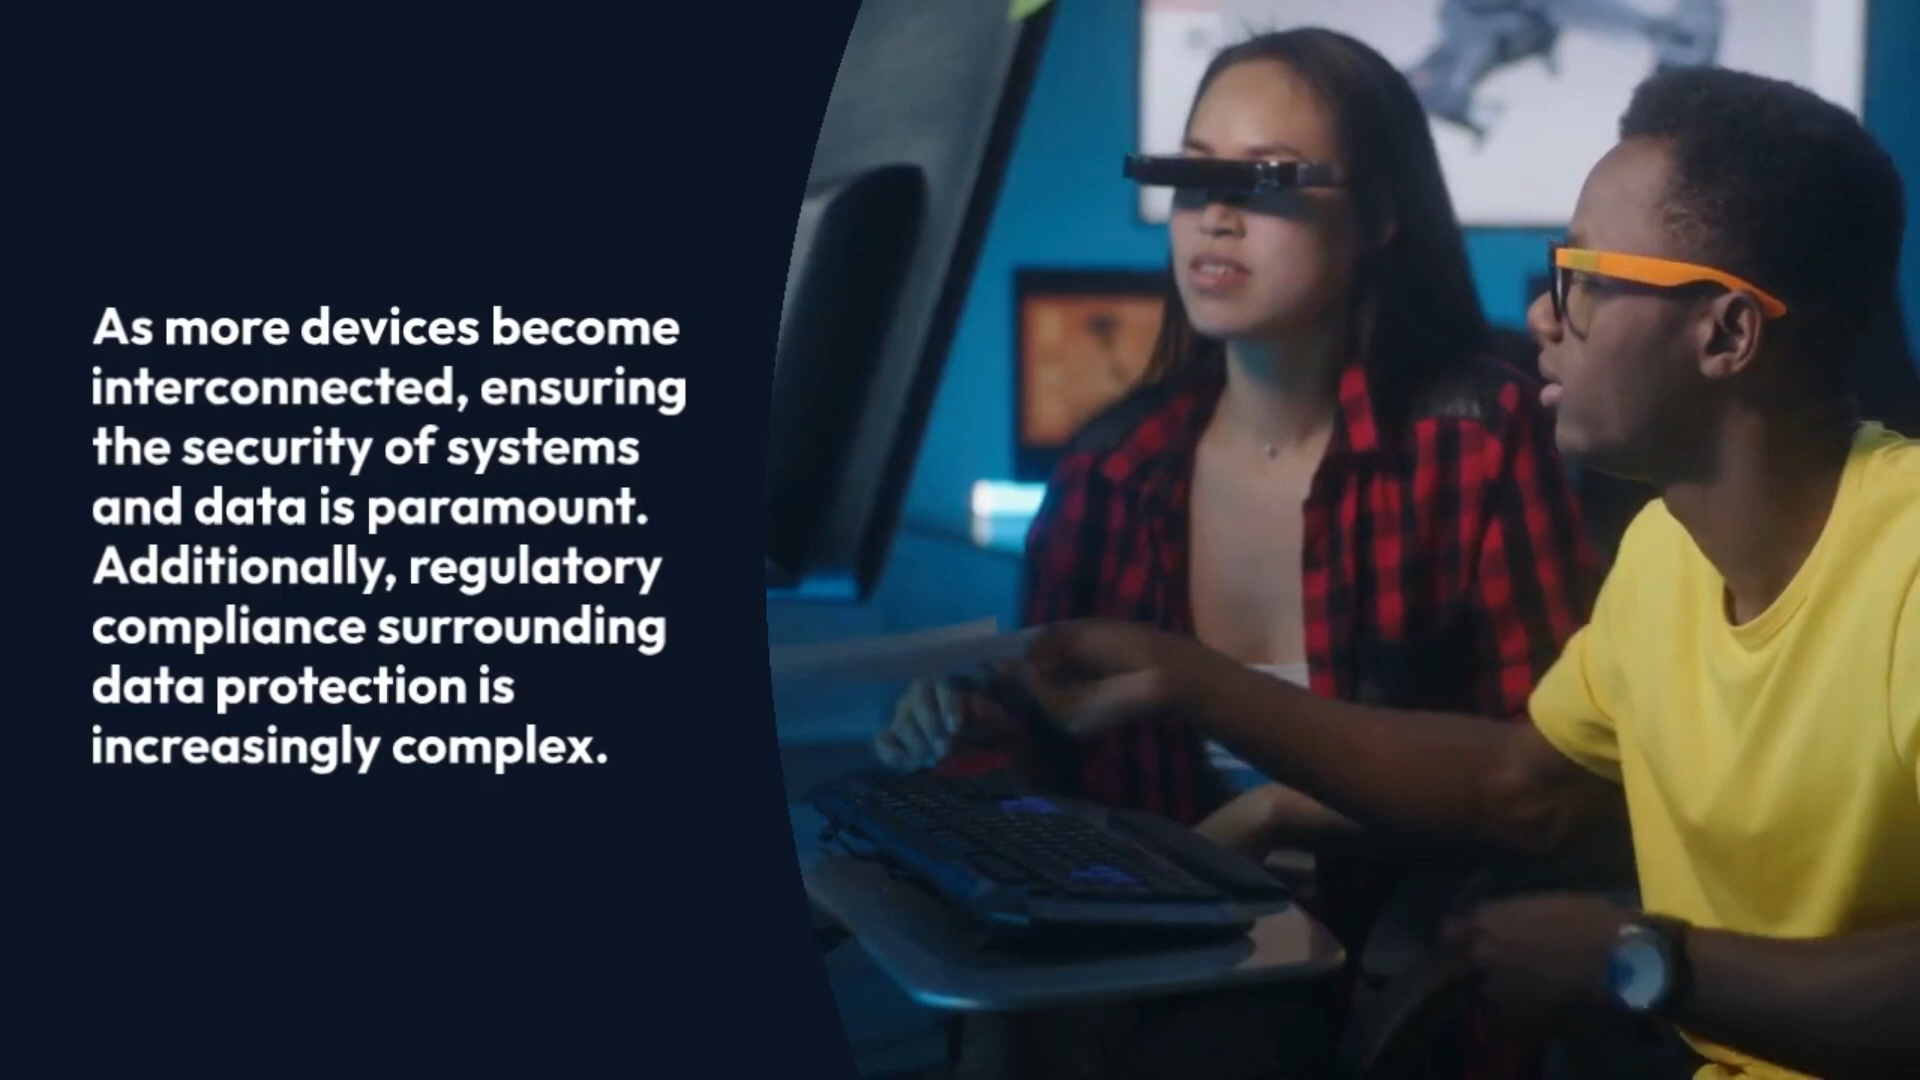 As more devices become
interconnected, ensuring
the security of systems
and data is paramount.
Additionally, regulatory
compliance surrounding
data protection is
increasingly complex.